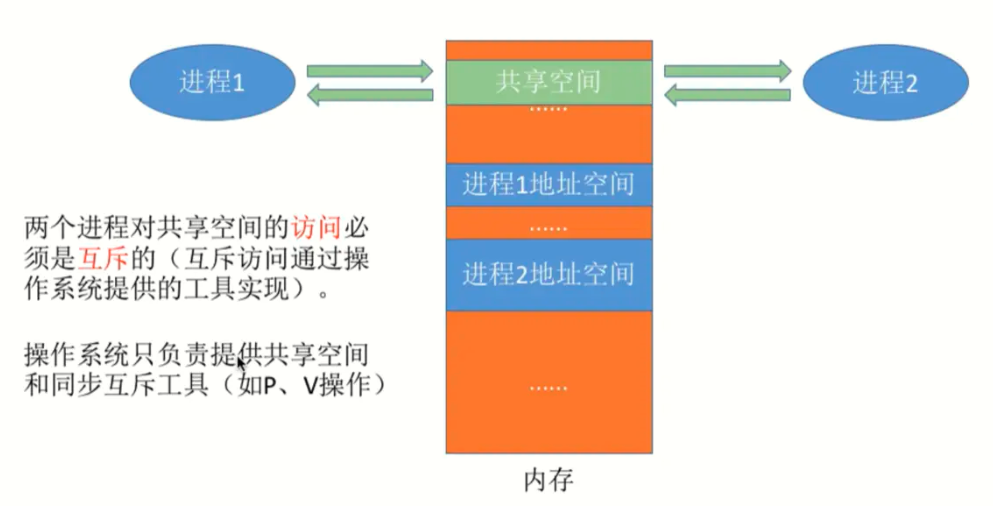 进程1
共享空间
进程2
……
进程1地址空间
……
进程2地址空间
……
内存
两个进程对共享空间的访问必
须是互斥的（互斥访问通过操
作系统提供的工具实现）。
操作系统只负责提供共享空间
和同步互斥工具（如P、V操作）